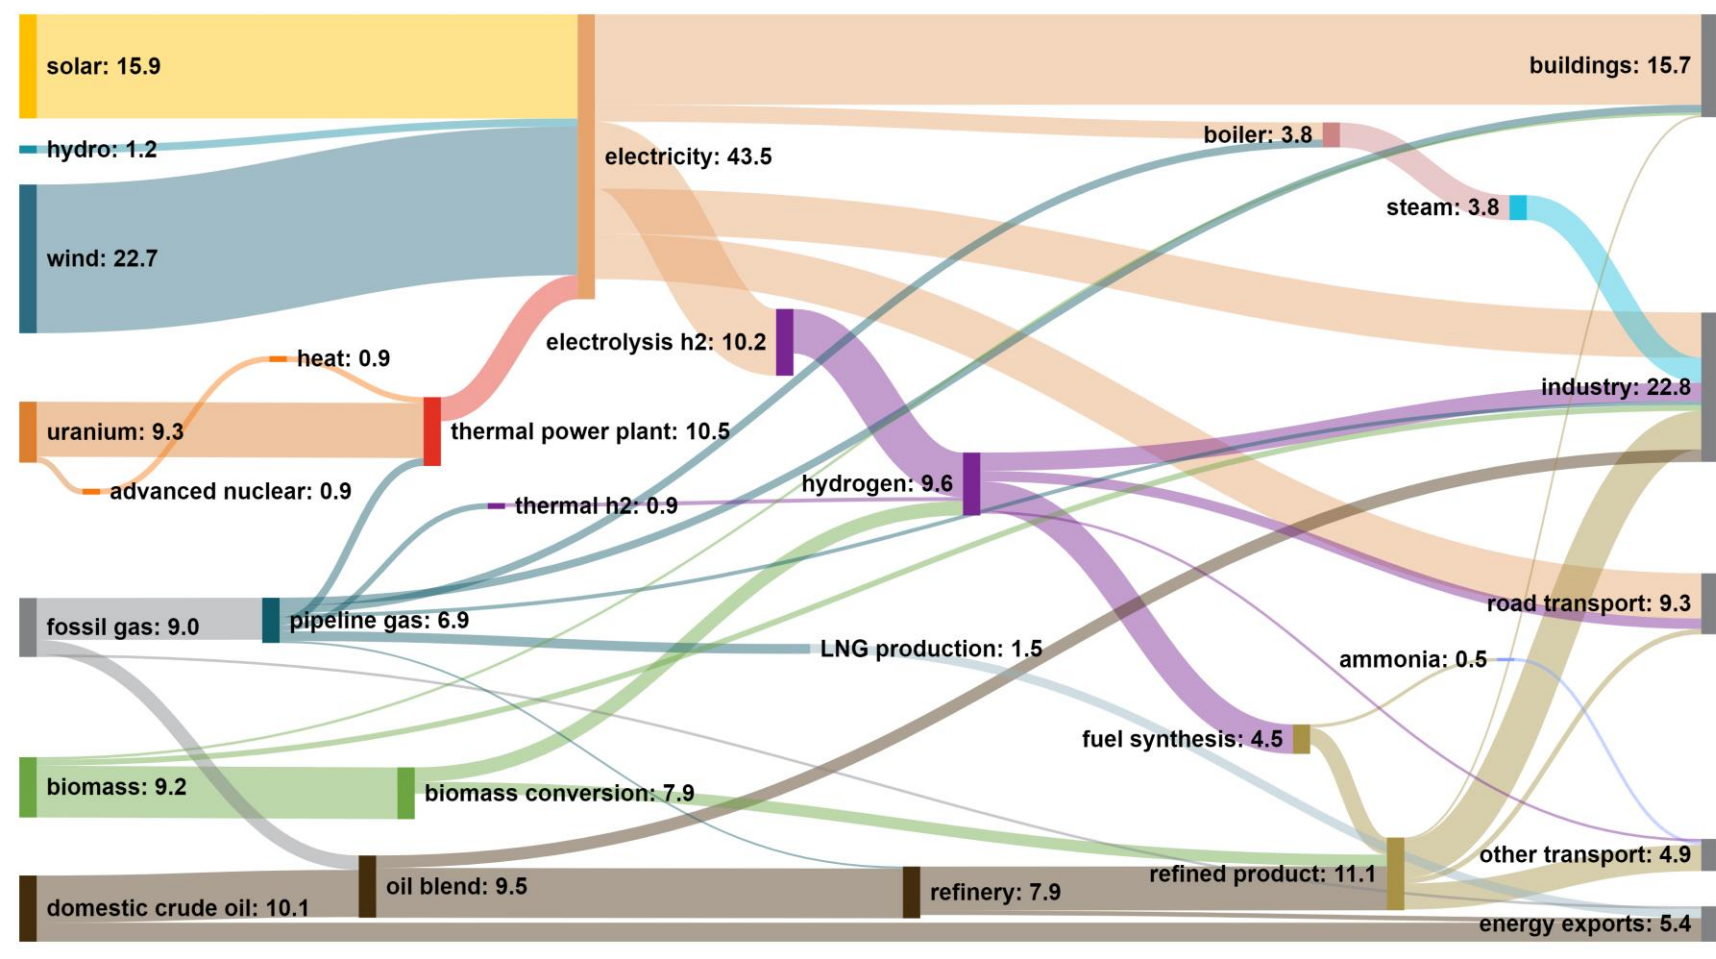 solar: 15.9
buildings: 15.7
boiler: 3.8
hydro: 1.2
electricity: 43.5
steam: 3.8
wind: 22.7
electrolysis h2: 10.2
heat: 0.9
industry: 22.8
uranium: 9.3
thermal power plant: 10.5
hydrogen: 9.6
advanced nuclear: 0.9
thermal h2: 0.9
road transport: 9.3
fossil gas: 9.0
pipeline gas: 6.9
LNG production: 1.5
ammonia: 0.5
fuel synthesis: 4.5
biomass: 9.2
biomass conversion: 7.9
other transport: 4.9
refined product: 11.1
oil blend: 9.5
refinery: 7.9
domestic crude oil: 10.1
energy exports: 5.4